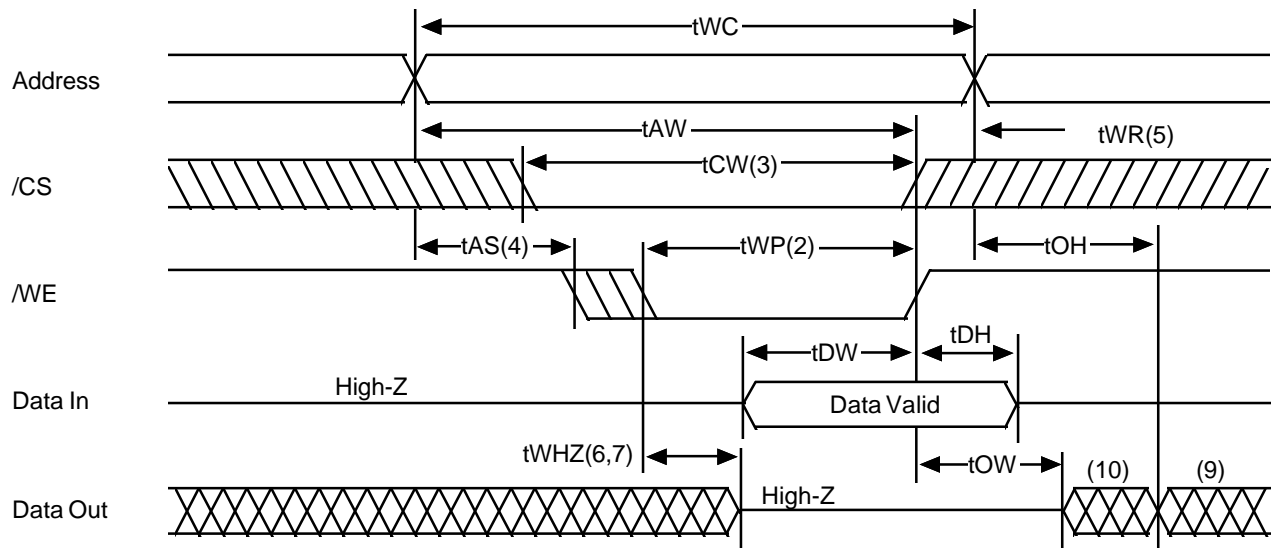 tWC
Address
tAW
tWR(5)
tCW(3)
/CS
tAS(4)
tWP(2)
tOH
/WE
tDW
tDH
High-Z
Data In
Data Valid
tWHZ(6,7)
tOW
(10)
(9)
High-Z
Data Out